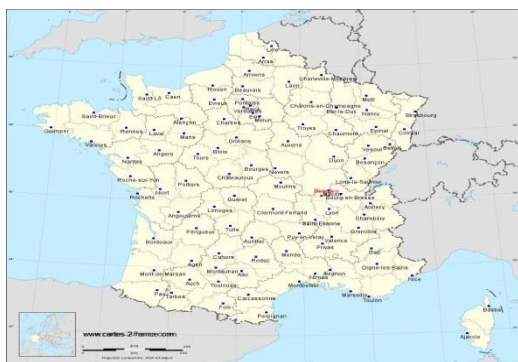 Lille
Arras
Amiens
Charleville-Mézières
Rouen
Beauvais
Laon
Saint-Lô
Caen
Evreux
Pontoise
Versailles
Evry
Melun
Châlons-en-Champagne
Bar-le-Duc
Metz
Nancy
Strasbourg
Saint-Brieuc
Quimper
Rennes
Laval
Alençon
Chartres
Troyes
Chaumont
Epinal
Colmar
Vannes
Mans
Orléans
Auxerre
Vesoul
Belfort
Nantes
Angers
Tours
Blois
Bourges
Nevers
Dijon
Besançon
Roche-sur-Yon
Niort
Poitiers
Châteauroux
Moulins
Lons-le-Saunier
Bourg-en-Bresse
Rochelle
Angoulême
Limoges
Guéret
Clermont-Ferrand
Lyon
Annecy
Chambéry
Saint-Etienne
Grenoble
Périgueux
Tulle
Aurillac
Puy-en-Velay
Valence
Privas
Bordeaux
Cahors
Rodez
Mende
Gap
Digne-les-Bains
Agen
Montauban
Albi
Nîmes
Avignon
Nice
Mont-de-Marsan
Auch
Toulouse
Montpellier
Marseille
Toulon
Pau
Tarbes
Foix
Carcassonne
Perpignan
Bastia
Ajaccio
www.cartes-2-france.com